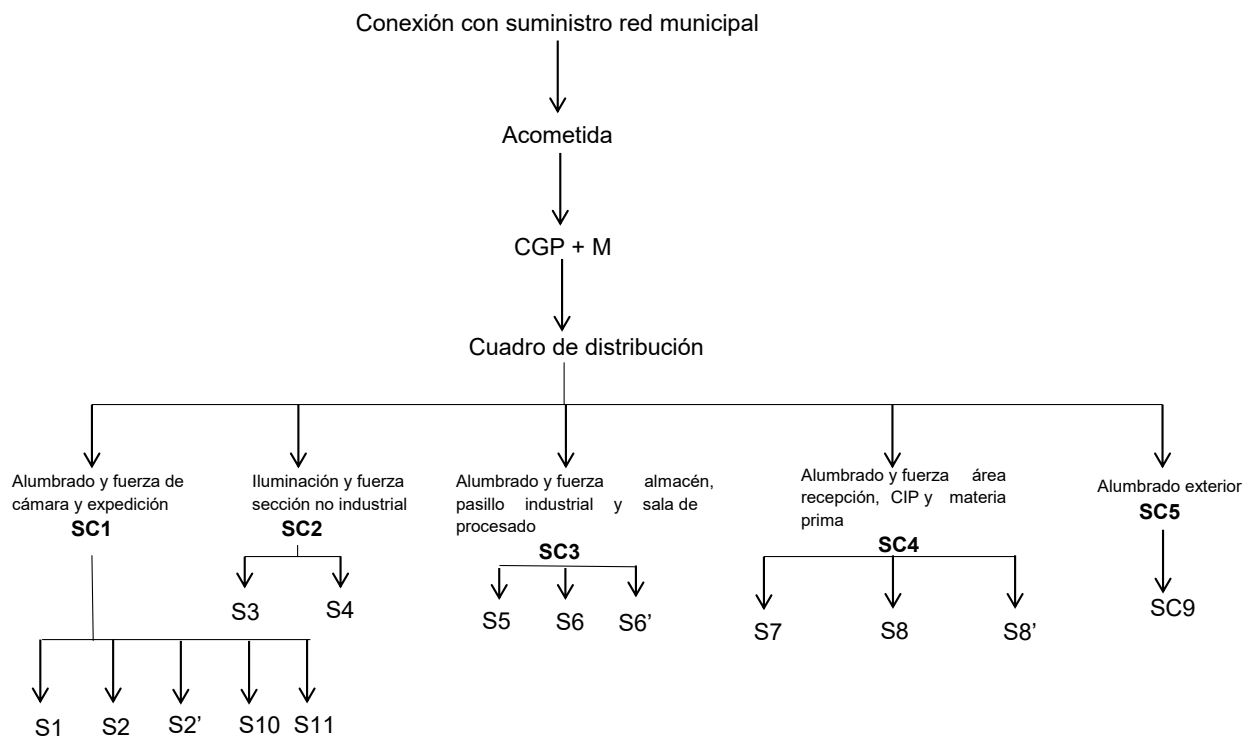 Conexión con suministro red municipal
Acometida
CGP + M
Cuadro de distribución
Alumbrado y fuerza de
cámara y expedición
SC1
Iluminación y fuerza
sección no industrial
SC2
Alumbrado y fuerza almacén,
pasillo industrial y sala de
procesado
SC3
Alumbrado y fuerza área
recepción, CIP y materia
prima
SC4
Alumbrado exterior
SC5
S3 S4
S5 S6 S6’
S7 S8 S8’
SC9
S1 S2 S2’ S10 S11